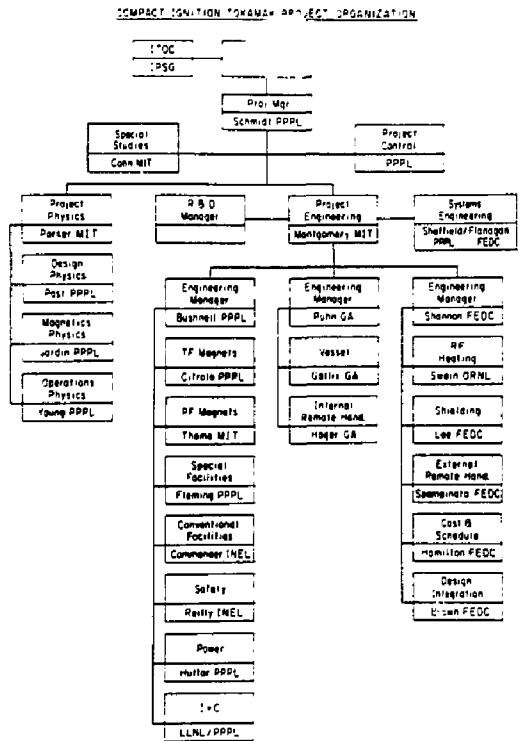 COMPACT IGNITION TOKAMAK PROJECT ORGANIZATION
ITOC
IPSG
Proj Mgr
Schmidt PPPL
Special
Studies
Cohn MIT
Project
Control
PPPL
Project
Physics
Parker MIT
R & D
Manager
Project
Engineering
Montgomery MIT
Systems
Engineering
Sheffield/Flanagan
PPPL FEDC
Design
Physics
Post PPPL
Magnetics
Physics
Jardin PPPL
Operations
Physics
Young PPPL
Engineering
Manager
Bushnell PPPL
TF Magnets
Citrolo PPPL
PF Magnets
Thome MIT
Special
Facilities
Fleming PPPL
Conventional
Facilities
Commander INEL
Safety
Reilly INEL
Power
Huttar PPPL
I+C
LLNL/PPPL
Engineering
Manager
Puhn GA
Vessel
Gallix GA
Internal
Remote Hand.
Hager GA
Engineering
Manager
Shannon FEDC
RF
Heating
Swain ORNL
Shielding
Lee FEDC
External
Remote Hand.
Spampinato FEDC
Cost &
Schedule
Hamilton FEDC
Design
Integration
Brown FEDC